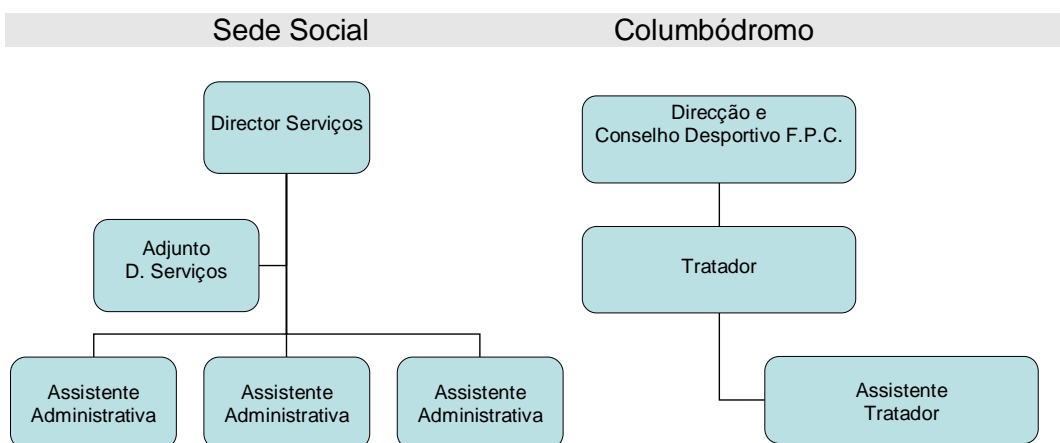 Sede Social
Columbódromo
Director Serviços
Adjunto
D. Serviços
Assistente
Administrativa
Assistente
Administrativa
Assistente
Administrativa
Direcção e
Conselho Desportivo F.P.C.
Tratador
Assistente
Tratador